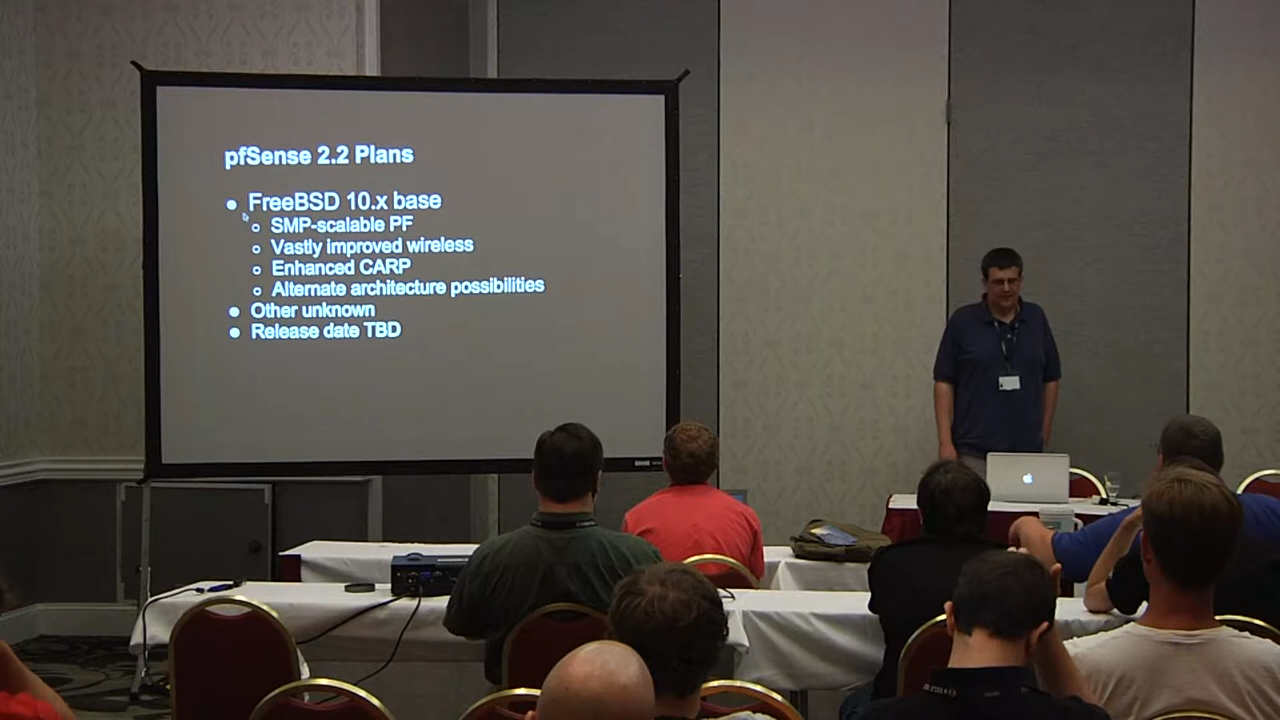 pfSense 2.2 Plans
● FreeBSD 10.x base
○ SMP-scalable PF
○ Vastly improved wireless
○ Enhanced CARP
○ Alternate architecture possibilities
● Other unknown
● Release date TBD